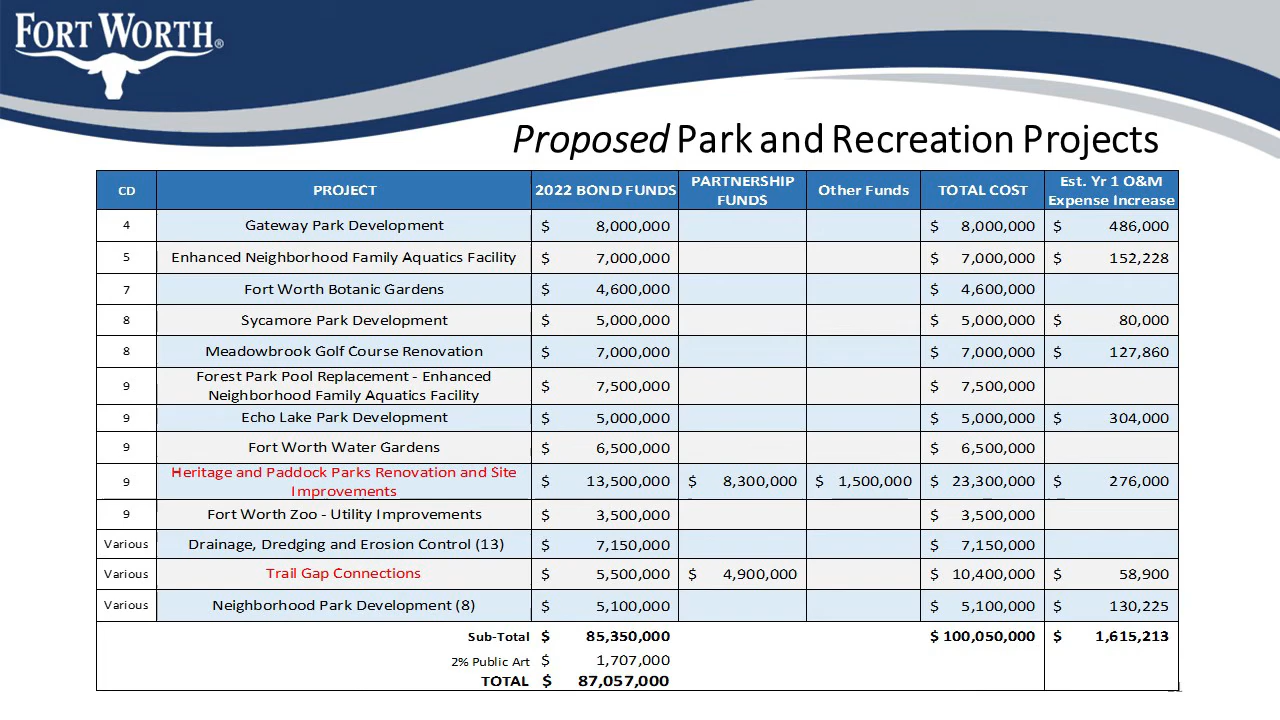 FORT WORTH®
Proposed Park and Recreation Projects
CD PROJECT 2022 BOND FUNDS PARTNERSHIP FUNDS Other Funds TOTAL COST Est. Yr 1 O&M Expense Increase
4 Gateway Park Development $ 8,000,000 $ 8,000,000 $ 486,000
5 Enhanced Neighborhood Family Aquatics Facility $ 7,000,000 $ 7,000,000 $ 152,228
7 Fort Worth Botanic Gardens $ 4,600,000 $ 4,600,000
8 Sycamore Park Development $ 5,000,000 $ 5,000,000 $ 80,000
8 Meadowbrook Golf Course Renovation $ 7,000,000 $ 7,000,000 $ 127,860
9 Forest Park Pool Replacement - Enhanced Neighborhood Family Aquatics Facility $ 7,500,000 $ 7,500,000
9 Echo Lake Park Development $ 5,000,000 $ 5,000,000 $ 304,000
9 Fort Worth Water Gardens $ 6,500,000 $ 6,500,000
9 Heritage and Paddock Parks Renovation and Site Improvements $ 13,500,000 $ 8,300,000 $ 1,500,000 $ 23,300,000 $ 276,000
9 Fort Worth Zoo - Utility Improvements $ 3,500,000 $ 3,500,000
Various Drainage, Dredging and Erosion Control (13) $ 7,150,000 $ 7,150,000
Various Trail Gap Connections $ 5,500,000 $ 4,900,000 $ 10,400,000 $ 58,900
Various Neighborhood Park Development (8) $ 5,100,000 $ 5,100,000 $ 130,225
Sub-Total $ 85,350,000 $ 100,050,000 $ 1,615,213
2% Public Art $ 1,707,000
TOTAL $ 87,057,000